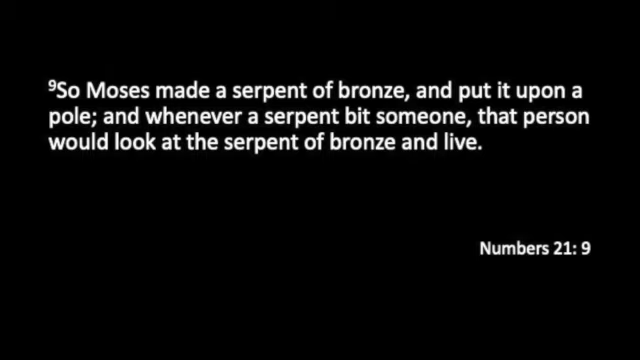 ⁹So Moses made a serpent of bronze, and put it upon a
pole; and whenever a serpent bit someone, that person
would look at the serpent of bronze and live.
Numbers 21: 9